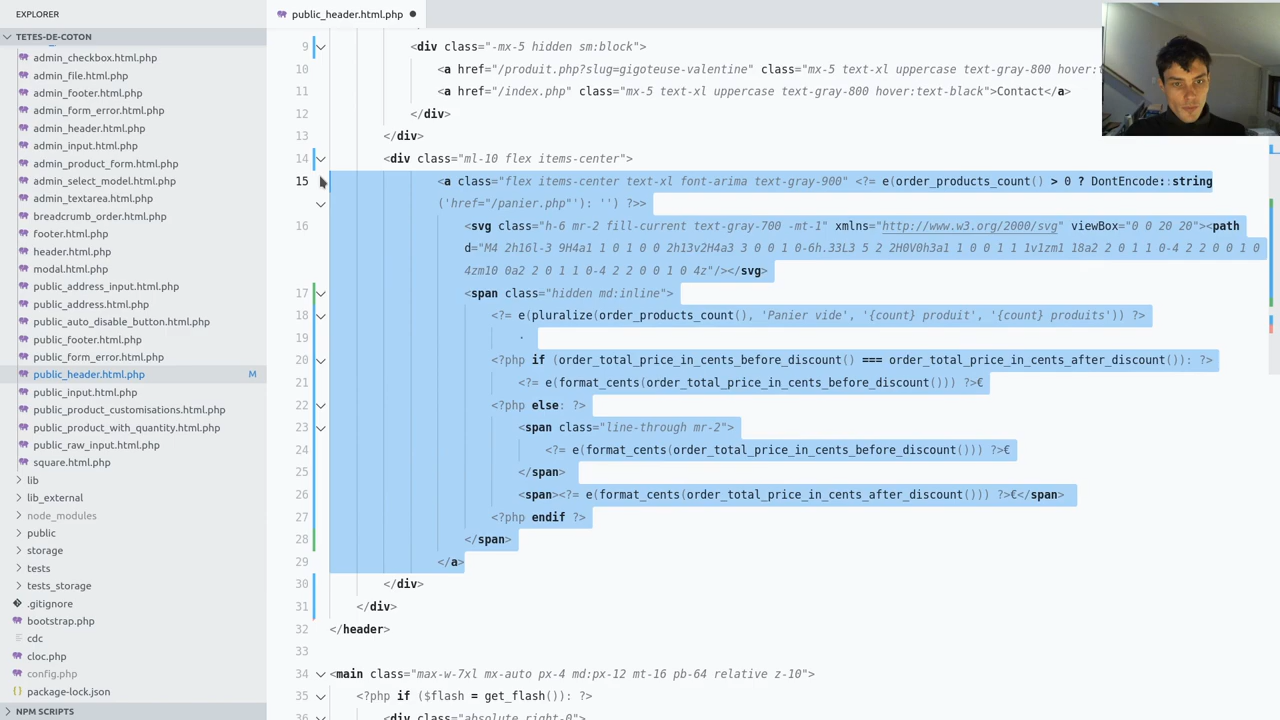 EXPLORER
public_header.html.php
TETES-DE-COTON
admin_checkbox.html.php
admin_file.html.php
admin_footer.html.php
admin_form_error.html.php
admin_header.html.php
admin_input.html.php
admin_product_form.html.php
admin_select_model.html.php
admin_textarea.html.php
breadcrumb_order.html.php
footer.html.php
header.html.php
modal.html.php
public_address_input.html.php
public_address.html.php
public_auto_disable_button.html.php
public_footer.html.php
public_form_error.html.php
public_header.html.php M
public_input.html.php
public_product_customisations.html.php
public_product_with_quantity.html.php
public_raw_input.html.php
square.html.php
lib
lib_external
node_modules
public
storage
tests
tests_storage
.gitignore
bootstrap.php
cdc
cloc.php
config.php
package-lock.json
NPM SCRIPTS
9 <div class="-mx-5 hidden sm:block">
10 <a href="/produit.php?slug=gigoteuse-valentine" class="mx-5 text-xl uppercase text-gray-800 hover:
11 <a href="/index.php" class="mx-5 text-xl uppercase text-gray-800 hover:text-black">Contact</a>
12 </div>
13 </div>
14 <div class="ml-10 flex items-center">
15 <a class="flex items-center text-xl font-arima text-gray-900" <?= e(order_products_count() > 0 ? DontEncode::string
('href="/panier.php"'): '') ?>>
16 <svg class="h-6 mr-2 fill-current text-gray-700 -mt-1" xmlns="http://www.w3.org/2000/svg" viewBox="0 0 20 20"><path
d="M4 2h16l-3 9H4a1 1 0 1 0 0 2h13v2H4a3 3 0 0 1 0-6h.33L3 5 2 2H0V0h3a1 1 0 0 1 1 1v1zm1 18a2 2 0 1 1 0-4 2 2 0 0 1 0
4zm10 0a2 2 0 1 1 0-4 2 2 0 0 1 0 4z"/></svg>
17 <span class="hidden md:inline">
18 <?= e(pluralize(order_products_count(), 'Panier vide', '{count} produit', '{count} produits')) ?>
19 ·
20 <?php if (order_total_price_in_cents_before_discount() === order_total_price_in_cents_after_discount()): ?>
21 <?= e(format_cents(order_total_price_in_cents_before_discount())) ?>€
22 <?php else: ?>
23 <span class="line-through mr-2">
24 <?= e(format_cents(order_total_price_in_cents_before_discount())) ?>€
25 </span>
26 <span><?= e(format_cents(order_total_price_in_cents_after_discount())) ?>€</span>
27 <?php endif ?>
28 </span>
29 </a>
30 </div>
31 </div>
32 </header>
33
34 <main class="max-w-7xl mx-auto px-4 md:px-12 mt-16 pb-64 relative z-10">
35 <?php if ($flash = get_flash()): ?>
36 <div class="absolute right-0">